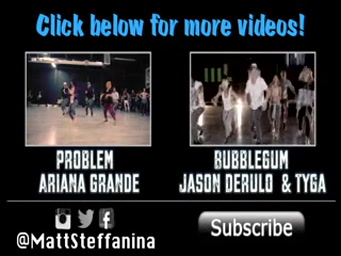 Click below for more videos!
PROBLEM
ARIANA GRANDE
BUBBLEGUM
JASON DERULO & TYGA
Subscribe
@MattSteffanina